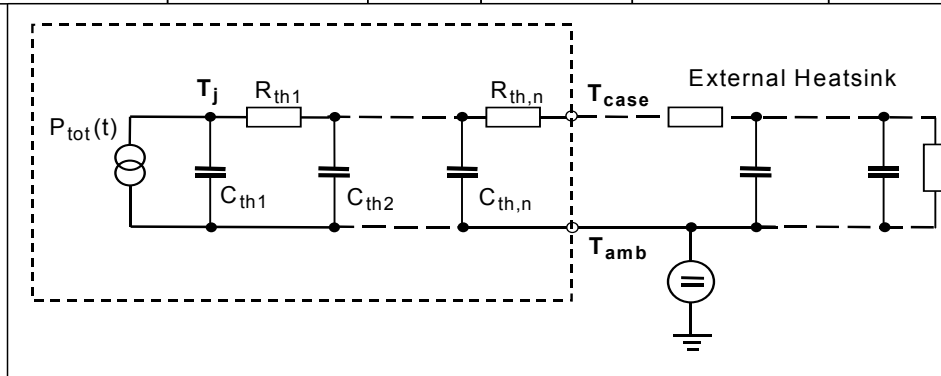 External Heatsink
T_j
R_th1
R_th,n
T_case
P_tot(t)
C_th1
C_th2
C_th,n
T_amb